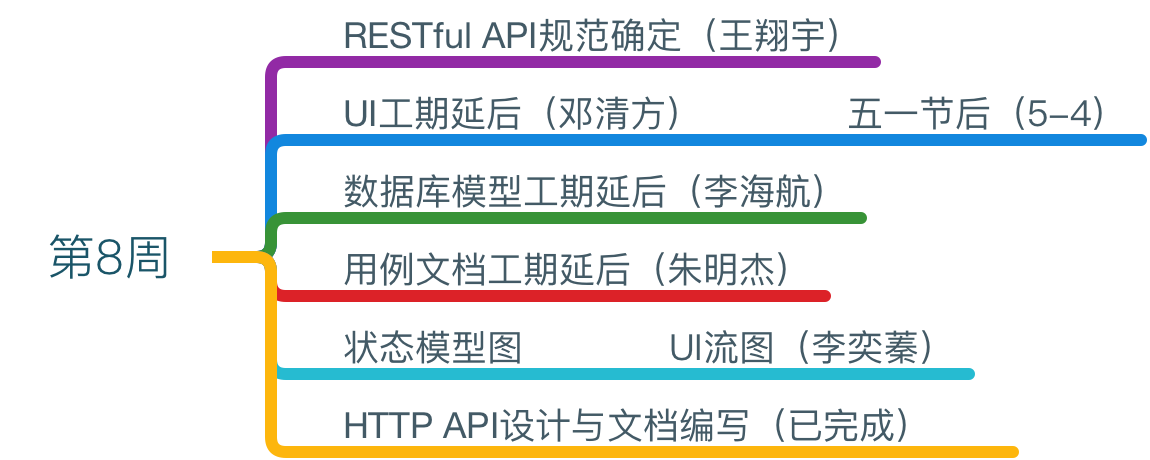 RESTful API规范确定（王翔宇）
UI工期延后（邓清方） 五一节后（5-4）
数据库模型工期延后（李海航）
第8周
用例文档工期延后（朱明杰）
状态模型图 UI流图（李奕蓁）
HTTP API设计与文档编写（已完成）